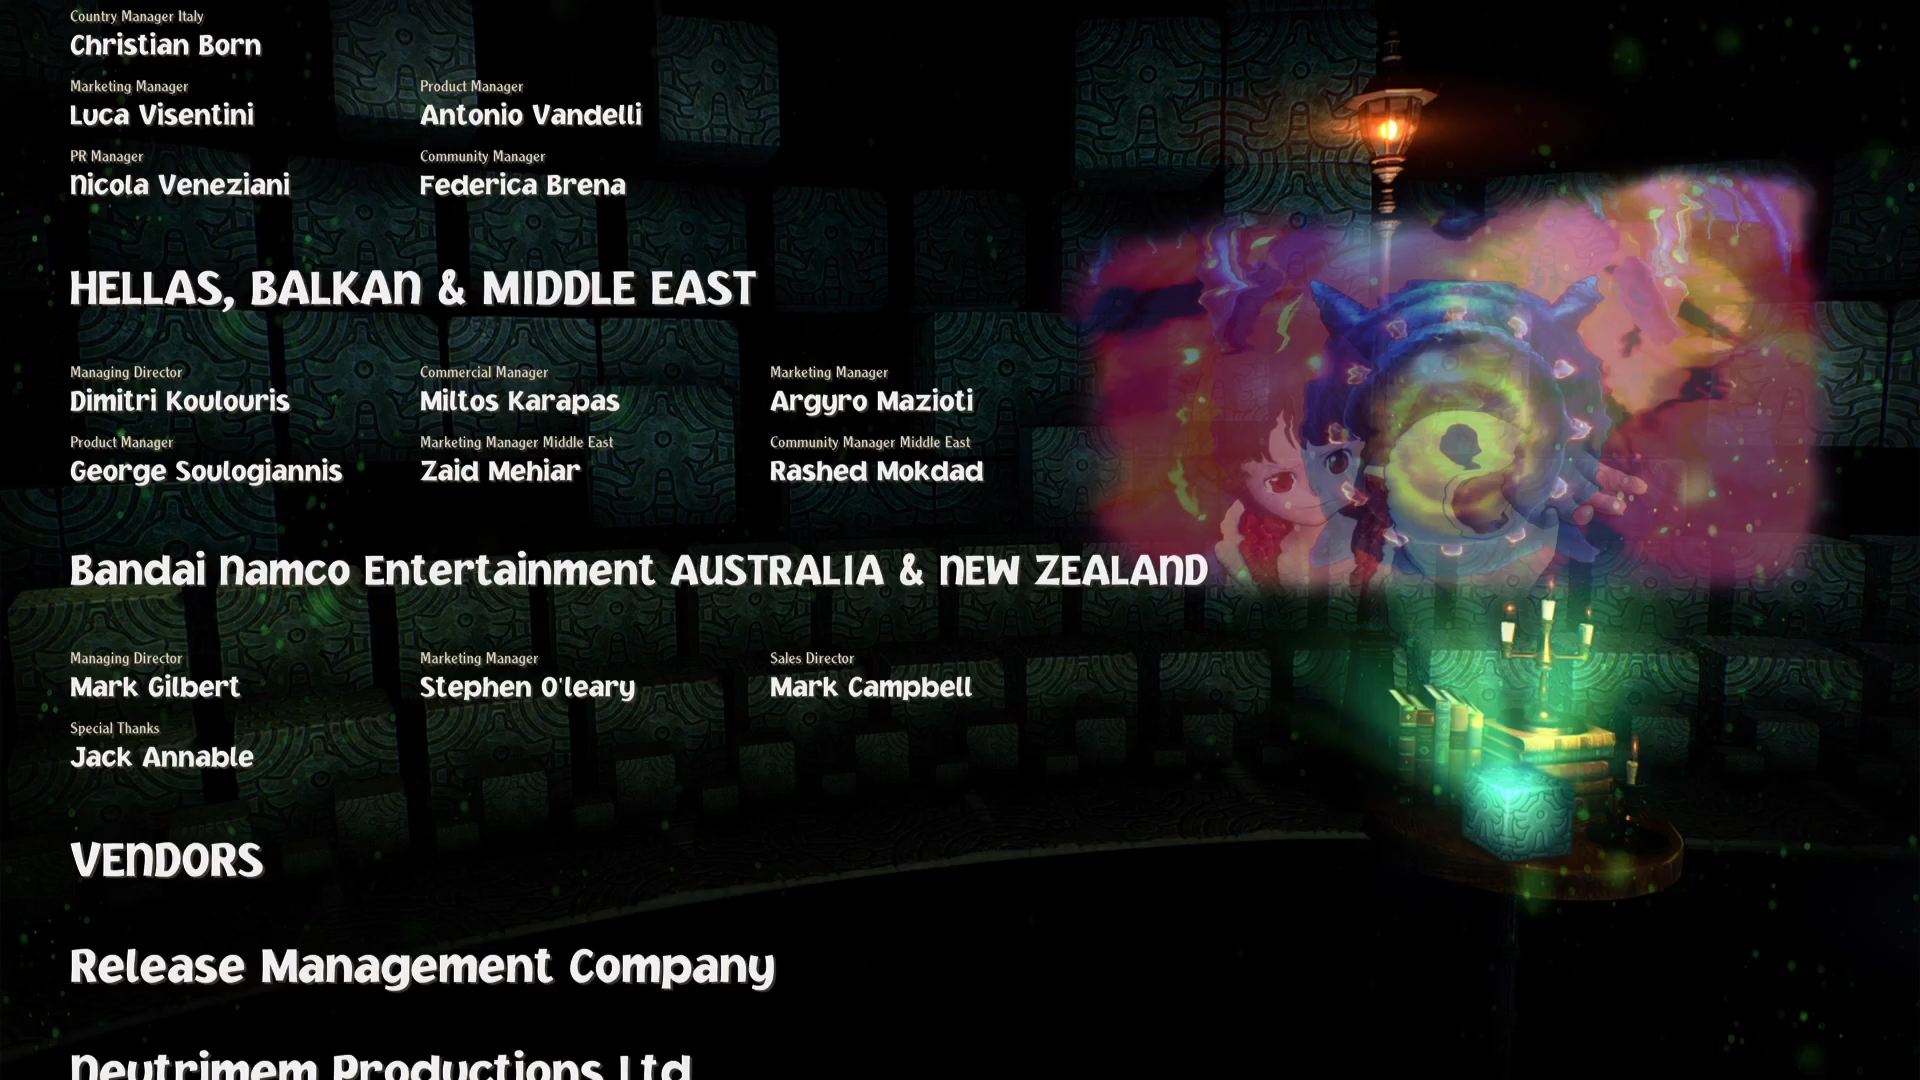 Country Manager Italy
Christian Born
Marketing Manager Product Manager
Luca Visentini Antonio Vandelli
PR Manager Community Manager
Nicola Veneziani Federica Brena
HELLAS, BALKAN & MIDDLE EAST
Managing Director Commercial Manager Marketing Manager
Dimitri Koulouris Miltos Karapas Argyro Mazioti
Product Manager Marketing Manager Middle East Community Manager Middle East
George Soulogiannis Zaid Mehiar Rashed Mokdad
Bandai Namco Entertainment AUSTRALIA & NEW ZEALAND
Managing Director Marketing Manager Sales Director
Mark Gilbert Stephen O'leary Mark Campbell
Special Thanks
Jack Annable
VENDORS
Release Management Company
Neutrimem Productions Ltd